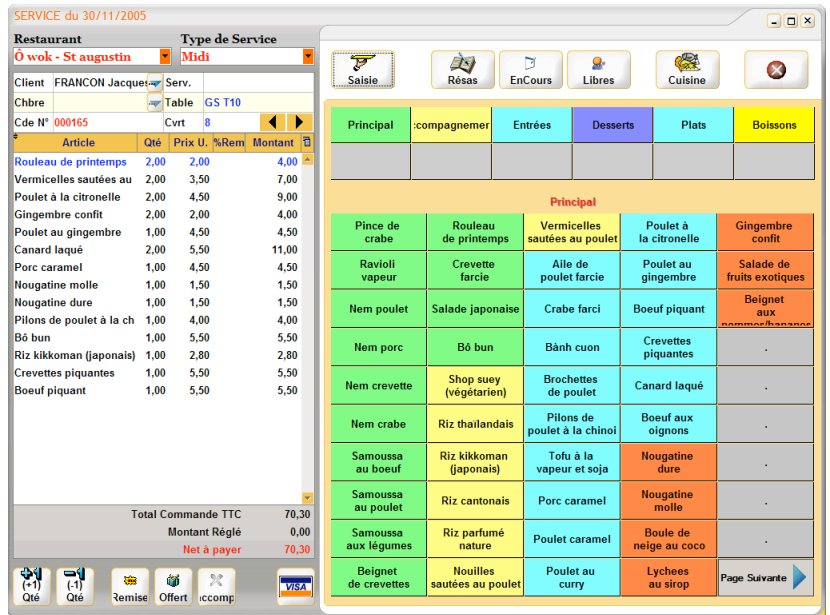 SERVICE du 30/11/2005
Restaurant Type de Service
Ô wok - St augustin Midi
Client FRANCON Jacque Serv.
Chbre Table GS T10
Cde N° 000165 Cvrt 8
Article Qté Prix U. %Rem Montant
Rouleau de printemps 2,00 2,00 4,00
Vermicelles sautées au 2,00 3,50 7,00
Poulet à la citronelle 2,00 4,50 9,00
Gingembre confit 2,00 2,00 4,00
Poulet au gingembre 1,00 4,50 4,50
Canard laqué 2,00 5,50 11,00
Porc caramel 1,00 4,50 4,50
Nougatine molle 1,00 1,50 1,50
Nougatine dure 1,00 1,50 1,50
Pilons de poulet à la ch 1,00 4,00 4,00
Bô bun 1,00 5,50 5,50
Riz kikkoman (japonais) 1,00 2,80 2,80
Crevettes piquantes 1,00 5,50 5,50
Boeuf piquant 1,00 5,50 5,50
Total Commande TTC 70,30
Montant Réglé 0,00
Net à payer 70,30
(+1) (-1)
Qté Qté Remise Offert ccomp VISA
Saisie Résas EnCours Libres Cuisine
Principal :compagnemer Entrées Desserts Plats Boissons
Principal
Pince de Rouleau Vermicelles Poulet à Gingembre
crabe de printemps sautées au poulet la citronelle confit
Ravioli Crevette Aile de Poulet au Salade de
vapeur farcie poulet farcie gingembre fruits exotiques
Nem poulet Salade japonaise Crabe farci Boeuf piquant Beignet
aux
pommes/bananes
Nem porc Bô bun Bành cuon Crevettes
piquantes .
Nem crevette Shop suey Brochettes Canard laqué .
(végétarien) de poulet
Nem crabe Riz thaïlandais Pilons de Boeuf aux .
poulet à la chinoi oignons
Samoussa Riz kikkoman Tofu à la Nougatine .
au boeuf (japonais) vapeur et soja dure
Samoussa Riz cantonais Porc caramel Nougatine .
au poulet molle
Samoussa Riz parfumé Poulet caramel Boule de .
aux légumes nature neige au coco
Beignet Nouilles Poulet au Lychees Page Suivante
de crevettes sautées au poulet curry au sirop